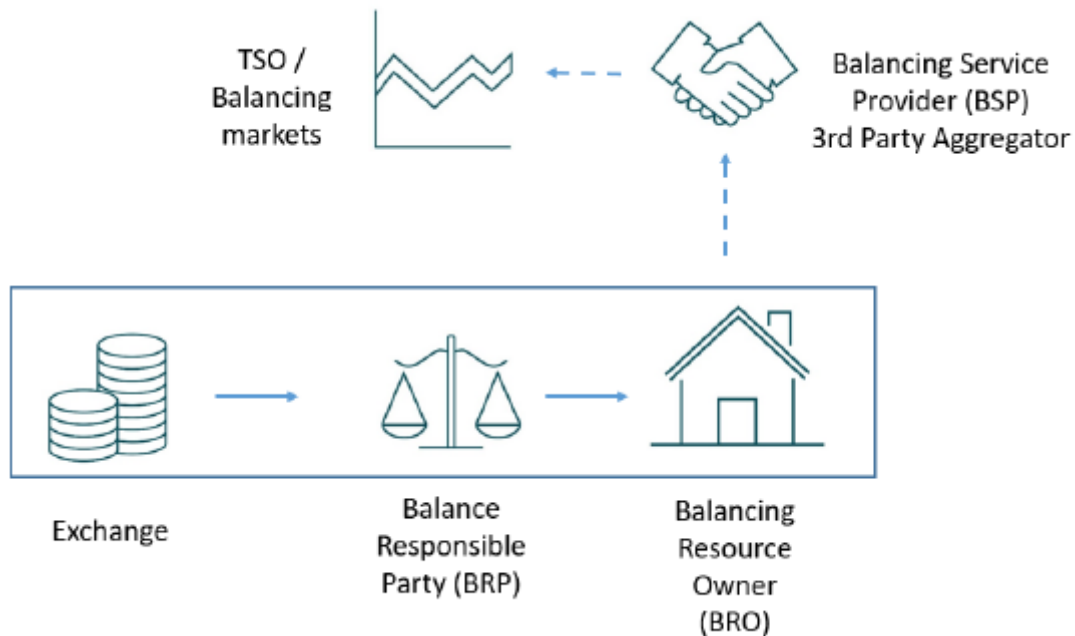 TSO /
Balancing
markets
Balancing Service
Provider (BSP)
3rd Party Aggregator
Exchange
Balance
Responsible
Party (BRP)
Balancing
Resource
Owner
(BRO)